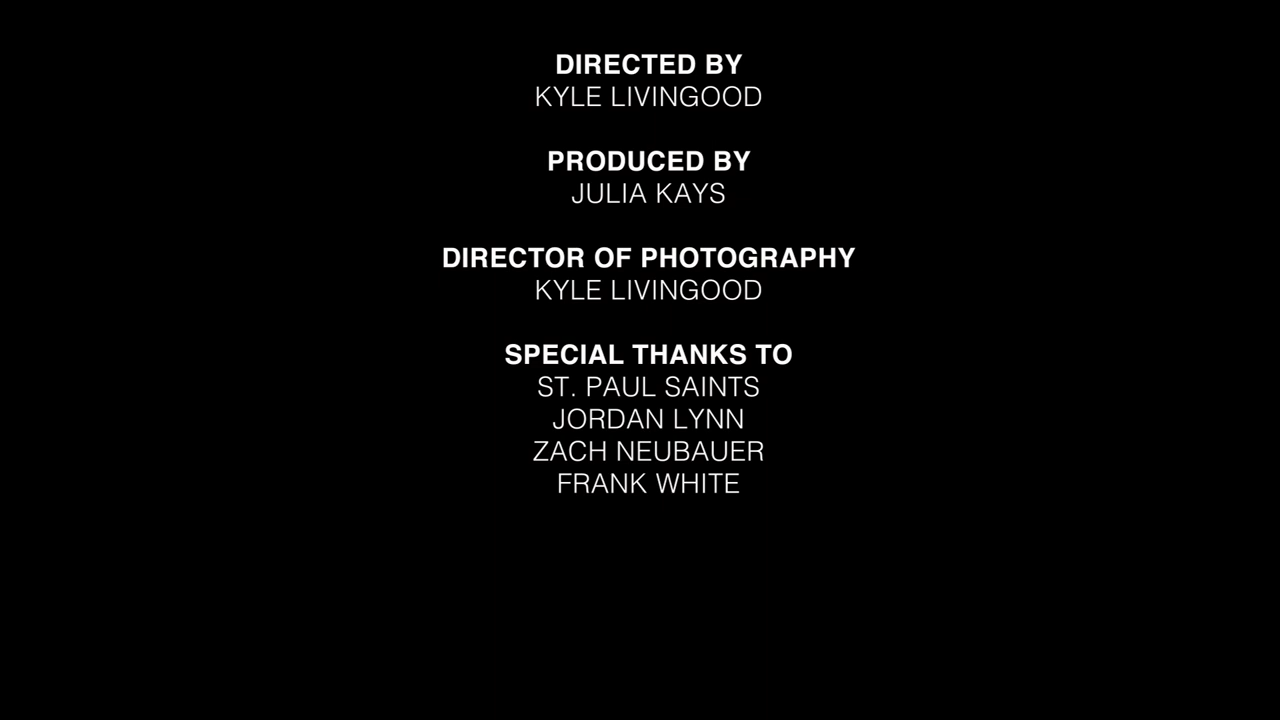 DIRECTED BY
KYLE LIVINGOOD
PRODUCED BY
JULIA KAYS
DIRECTOR OF PHOTOGRAPHY
KYLE LIVINGOOD
SPECIAL THANKS TO
ST. PAUL SAINTS
JORDAN LYNN
ZACH NEUBAUER
FRANK WHITE